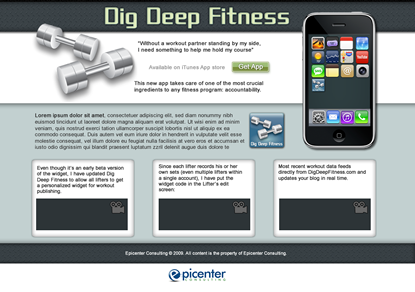 Dig Deep Fitness
"Without a workout partner standing by my side,
I need something to help me hold my course"
Available on iTunes App store
Get App
This new app takes care of one of the most crucial
ingredients to any fitness program: accountability.
Lorem ipsum dolor sit amet, consectetuer adipiscing elit, sed diam nonummy nibh
euismod tincidunt ut laoreet dolore magna aliquam erat volutpat. Ut wisi enim ad minim
veniam, quis nostrud exerci tation ullamcorper suscipit lobortis nisl ut aliquip ex ea
commodo consequat. Duis autem vel eum iriure dolor in hendrerit in vulputate velit esse
molestie consequat, vel illum dolore eu feugiat nulla facilisis at vero eros et accumsan et
iusto odio dignissim qui blandit praesent luptatum zzril delenit augue duis dolore te
Dig Deep Fitness
Even though it's an early beta version
of the widget, I have updated Dig
Deep Fitness to allow all lifters to get
a personalized widget for workout
publishing.
Since each lifter records his or her
own sets (even multiple lifters within
a single account), I have put the
widget code in the Lifter's edit
screen:
Most recent workout data feeds
directly from DigDeepFitness.com and
updates your blog in real time.
Epicenter Consulting © 2009. All content is the property of Epicenter Consulting.
epicenter
CONSULTING